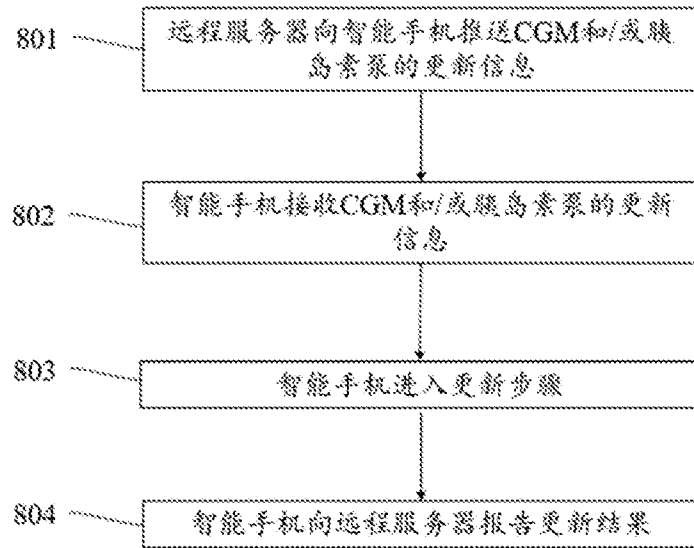 801
远程服务器向智能手机推送CGM和/或胰
岛素泵的更新信息
802
智能手机接收CGM和/或胰岛素泵的更新
信息
803
智能手机进入更新步骤
804
智能手机向远程服务器报告更新结果